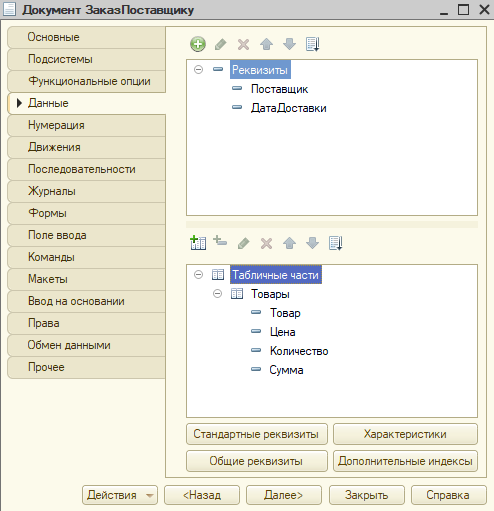 Документ ЗаказПоставщику
Основные
Подсистемы
Функциональные опции
Данные
Нумерация
Движения
Последовательности
Журналы
Формы
Поле ввода
Команды
Макеты
Ввод на основании
Права
Обмен данными
Прочее
Реквизиты
Поставщик
ДатаДоставки
Табличные части
Товары
Товар
Цена
Количество
Сумма
Стандартные реквизиты
Характеристики
Общие реквизиты
Дополнительные индексы
Действия
<Назад
Далее>
Закрыть
Справка